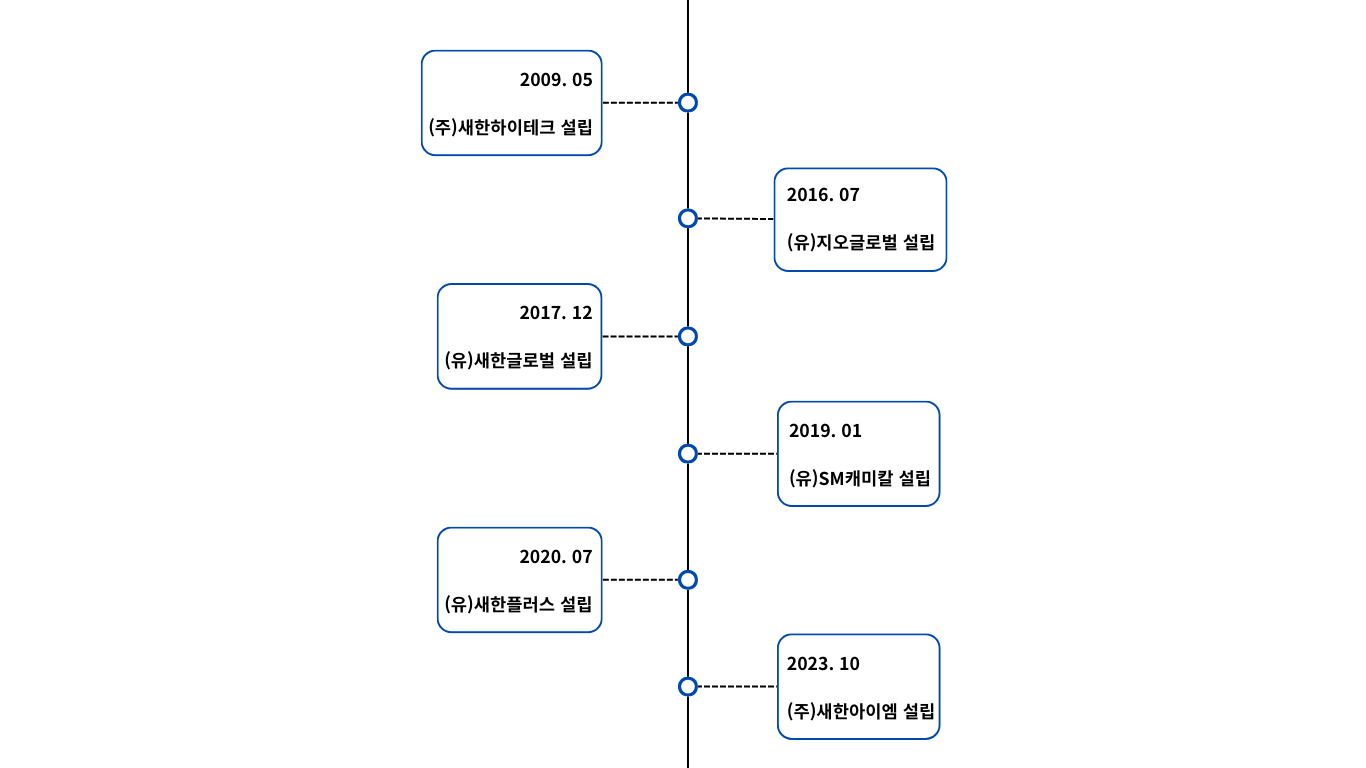 2009. 05
(주)새한하이테크 설립
2016. 07
(유)지오글로벌 설립
2017. 12
(유)새한글로벌 설립
2019. 01
(유)SM캐미칼 설립
2020. 07
(유)새한플러스 설립
2023. 10
(주)새한아이엠 설립